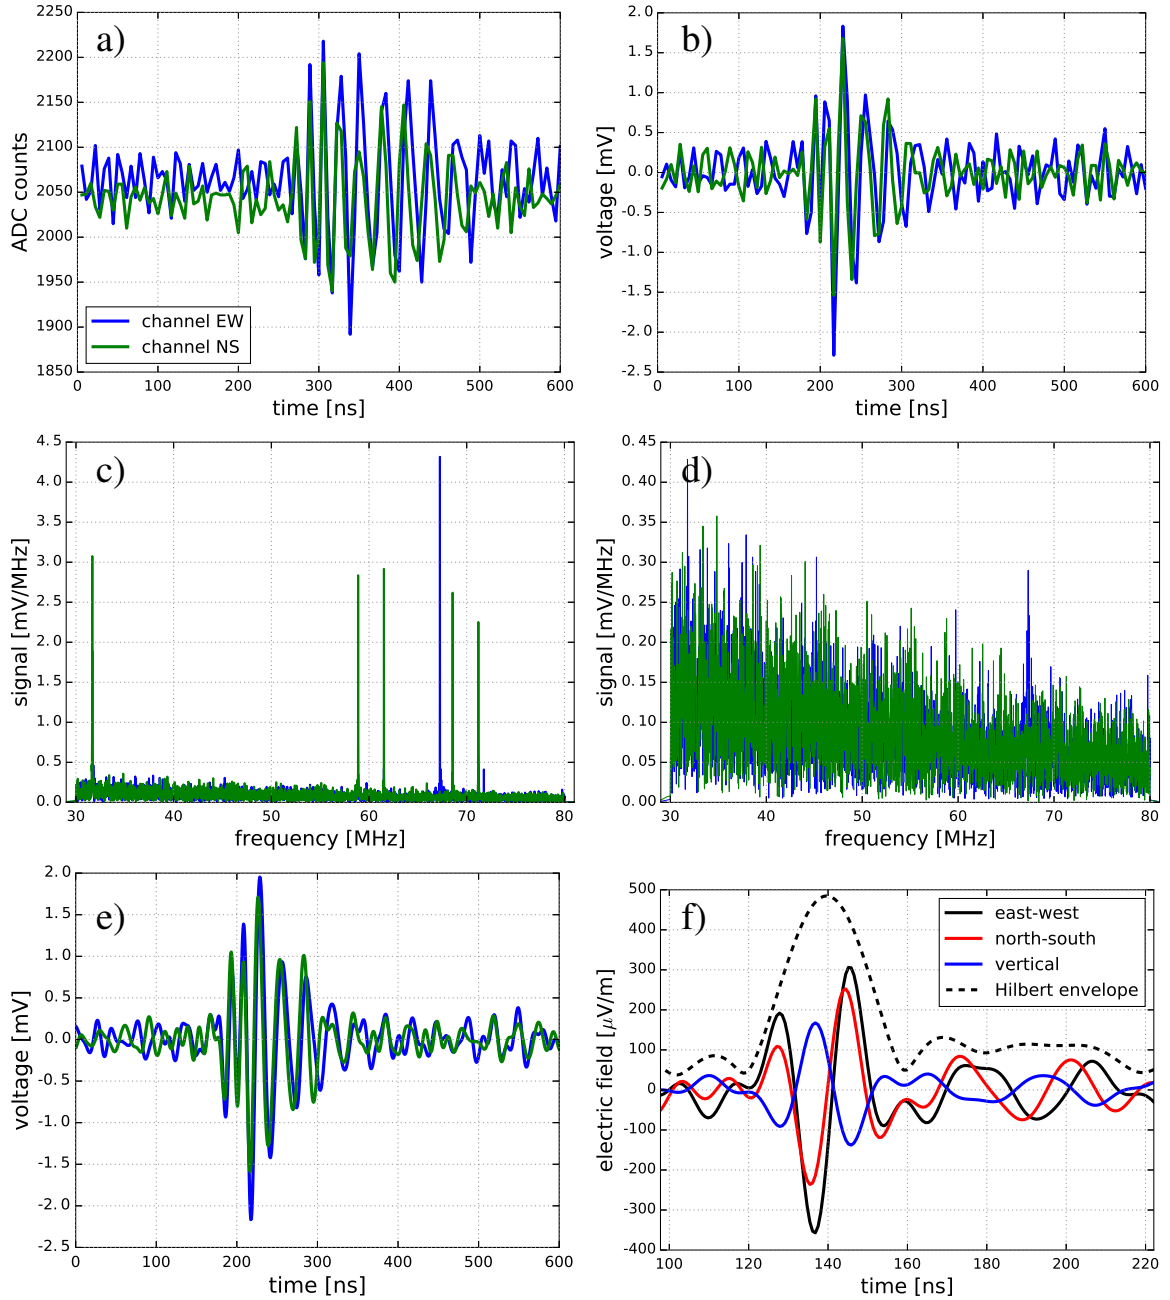 a)
2250
2200
2150
2100
2050
2000
1950
1900
1850
ADC counts
channel EW
channel NS
0 100 200 300 400 500 600
time [ns]
b)
2.0
1.5
1.0
0.5
0.0
-0.5
-1.0
-1.5
-2.0
-2.5
voltage [mV]
0 100 200 300 400 500 600
time [ns]
c)
4.5
4.0
3.5
3.0
2.5
2.0
1.5
1.0
0.5
0.0
signal [mV/MHz]
30 40 50 60 70 80
frequency [MHz]
d)
0.45
0.40
0.35
0.30
0.25
0.20
0.15
0.10
0.05
0.00
signal [mV/MHz]
30 40 50 60 70 80
frequency [MHz]
e)
2.0
1.5
1.0
0.5
0.0
-0.5
-1.0
-1.5
-2.0
-2.5
voltage [mV]
0 100 200 300 400 500 600
time [ns]
f)
500
400
300
200
100
0
-100
-200
-300
-400
electric field [μV/m]
east-west
north-south
vertical
Hilbert envelope
100 120 140 160 180 200 220
time [ns]